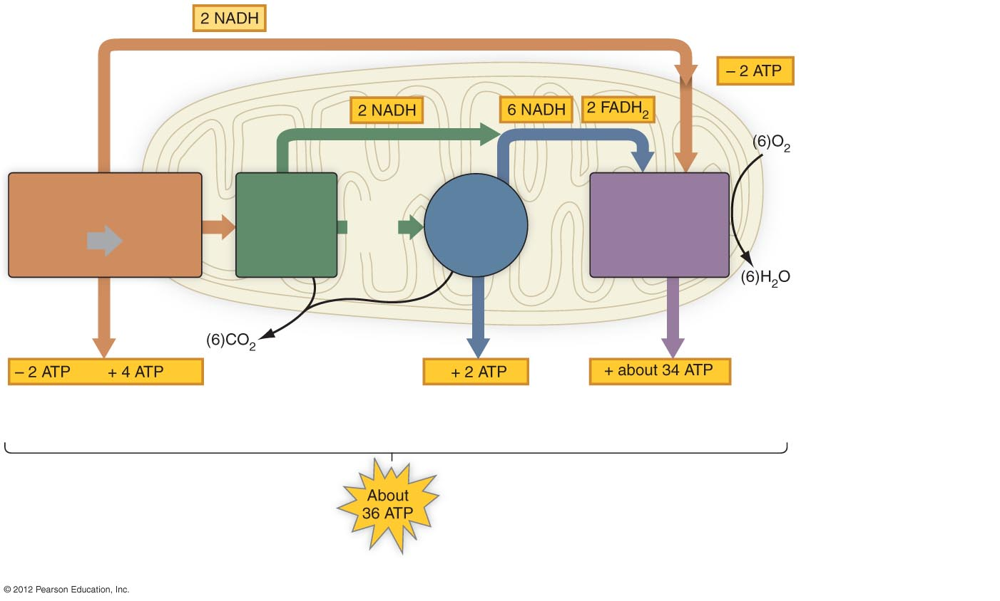 2 NADH
– 2 ATP
2 NADH
6 NADH
2 FADH₂
(6)O₂
(6)H₂O
(6)CO₂
– 2 ATP + 4 ATP
+ 2 ATP
+ about 34 ATP
About
36 ATP
© 2012 Pearson Education, Inc.